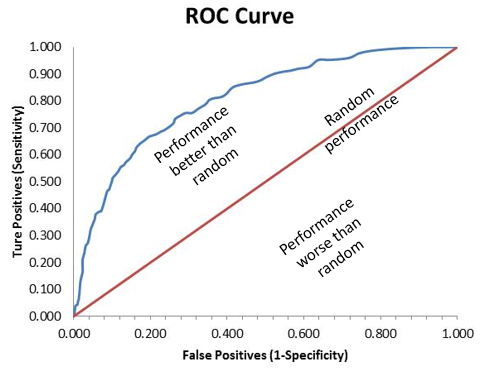 ROC Curve
1.000
0.900
0.800
0.700
0.600
0.500
0.400
0.300
0.200
0.100
0.000
Ture Positives (Sensitivity)
Performance
better than
random
Random
performance
Performance
worse than
random
0.000 0.200 0.400 0.600 0.800 1.000
False Positives (1-Specificity)